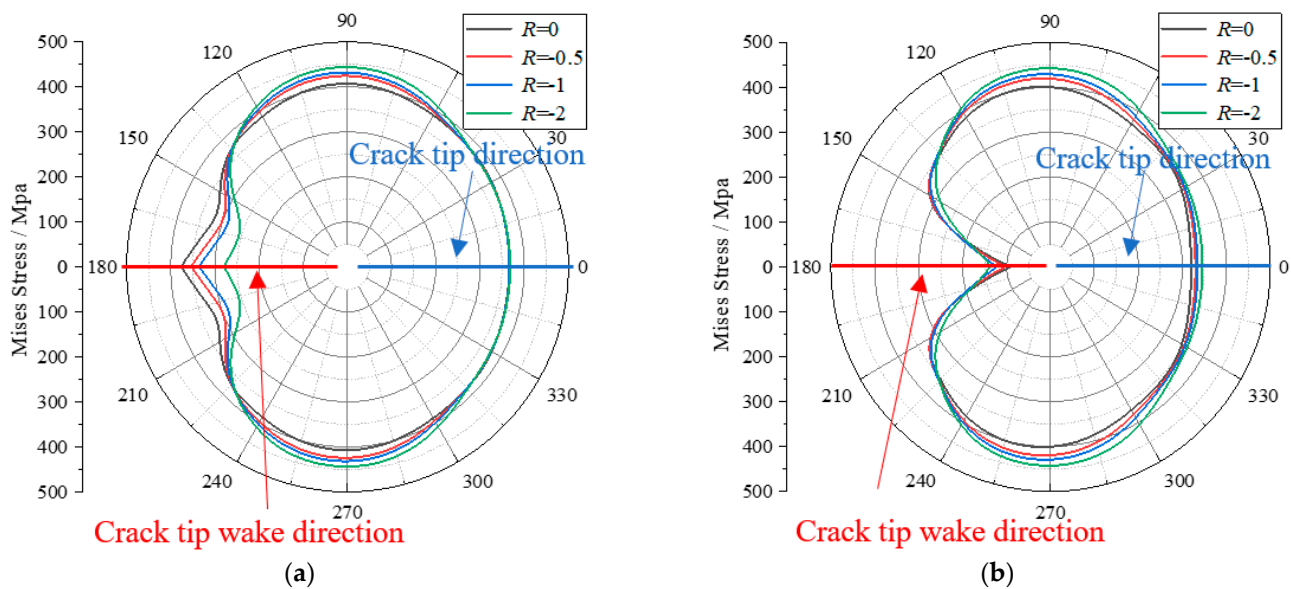 90
120
150
180
210
240
270
300
330
0
30
500
400
300
200
100
0
100
200
300
400
500
Mises Stress / Mpa
R=0
R=-0.5
R=-1
R=-2
Crack tip direction
Crack tip wake direction
(a)
90
120
150
180
210
240
270
300
330
0
30
500
400
300
200
100
0
100
200
300
400
500
Mises Stress / Mpa
R=0
R=-0.5
R=-1
R=-2
Crack tip direction
Crack tip wake direction
(b)